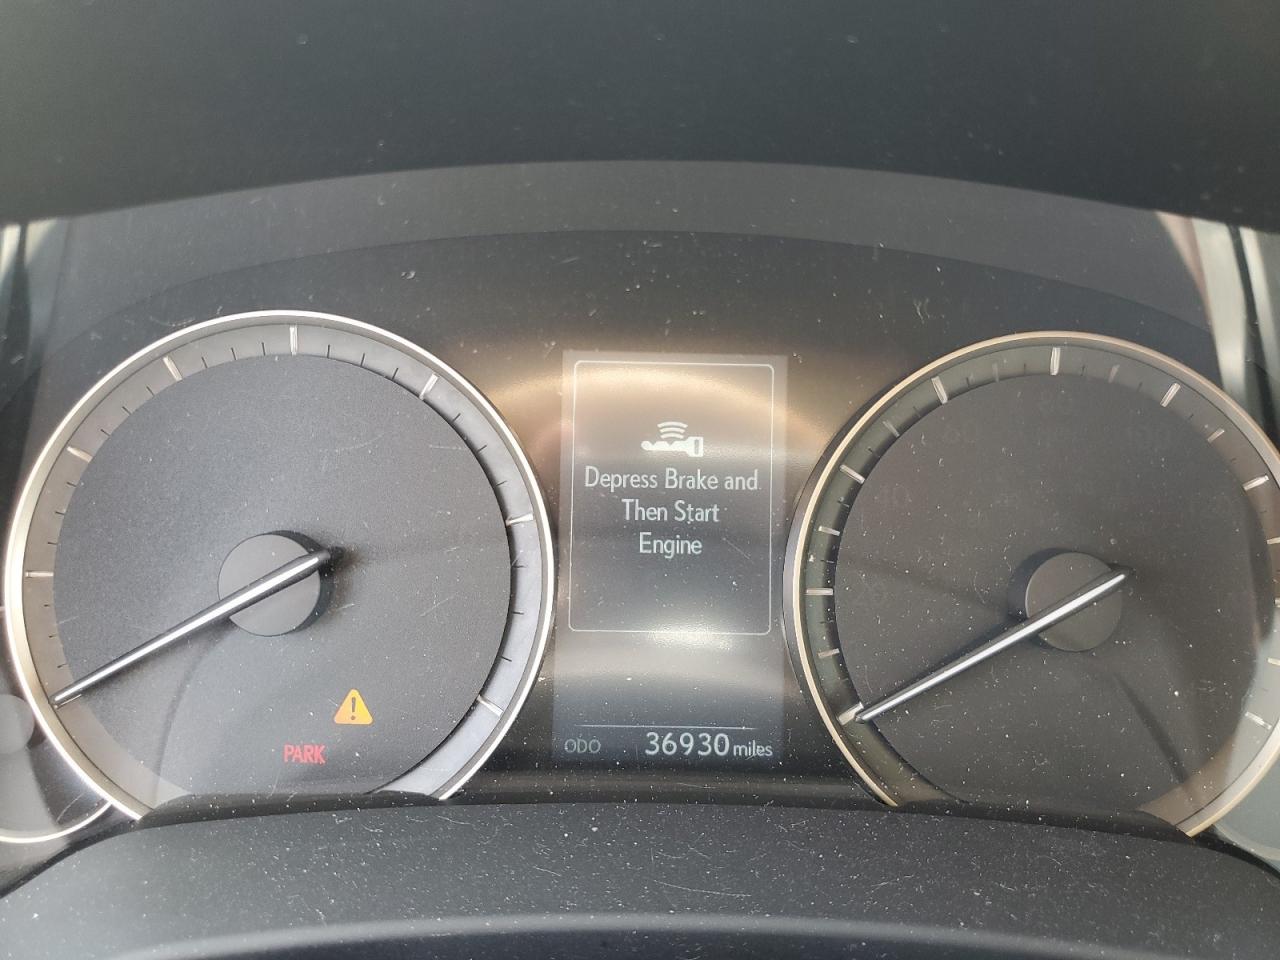 Depress Brake and
Then Start
Engine
PARK
ODO 36930 miles